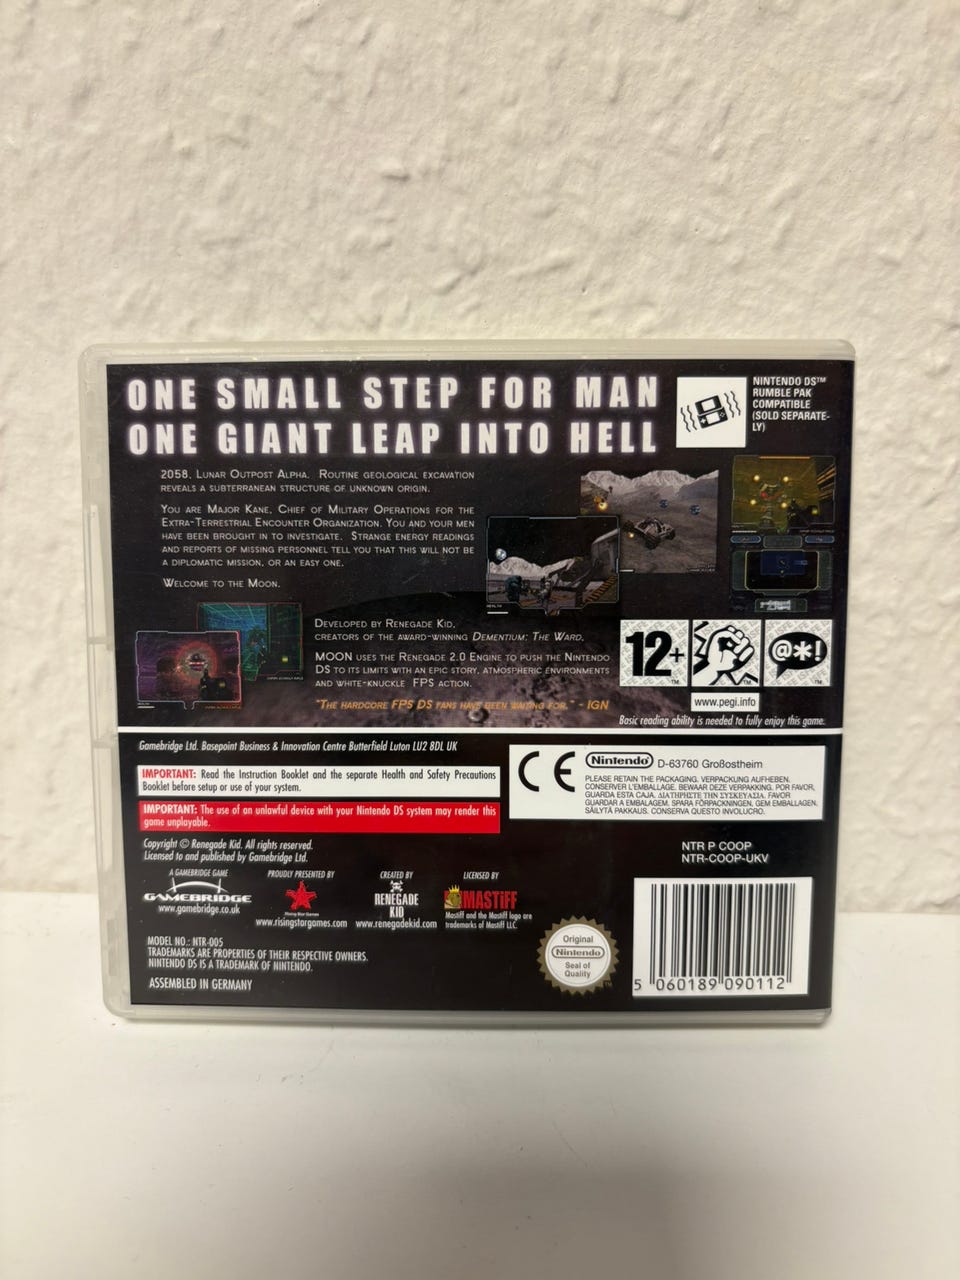 ONE SMALL STEP FOR MAN
ONE GIANT LEAP INTO HELL
NINTENDO DS™
RUMBLE PAK
COMPATIBLE
(SOLD SEPARATE-
LY)
2058, Lunar Outpost Alpha. Routine geological excavation
reveals a subterranean structure of unknown origin.
You are Major Kane, Chief of Military Operations for the
Extra-Terrestrial Encounter Organization. You and your men
have been brought in to investigate. Strange energy readings
and reports of missing personnel tell you that this will not be
a diplomatic mission, or an easy one.
Welcome to the Moon.
Developed by Renegade Kid,
creators of the award-winning Dementium: The Ward,
MOON uses the Renegade 2.0 Engine to push the Nintendo
DS to its limits with an epic story, atmospheric environments
and white-knuckle FPS action.
"The hardcore FPS DS fans have been waiting for." - IGN
12+
@*!
www.pegi.info
Basic reading ability is needed to fully enjoy this game.
Gamebridge Ltd. Basepoint Business & Innovation Centre Butterfield Luton LU2 8DL UK
IMPORTANT: Read the Instruction Booklet and the separate Health and Safety Precautions
Booklet before setup or use of your system.
IMPORTANT: The use of an unlawful device with your Nintendo DS system may render this
game unplayable.
CE Nintendo D-63760 Großostheim
PLEASE RETAIN THE PACKAGING. VERPACKUNG AUFHEBEN.
CONSERVER L'EMBALLAGE. BEWAAR DEZE VERPAKKING. POR FAVOR,
GUARDA ESTA CAJA. ΔΙΑΤΗΡΗΣΤΕ ΤΗΝ ΣΥΣΚΕΥΑΣΙΑ. FAVOR
GUARDAR A EMBALAGEM. SPARA FÖRPACKNINGEN. GEM EMBALLAGEN.
SÄILYTÄ PAKKAUS. CONSERVA QUESTO INVOLUCRO.
Copyright © Renegade Kid. All rights reserved.
Licensed to and published by Gamebridge Ltd.
NTR P COOP
NTR-COOP-UKV
A GAMEBRIDGE GAME
GAMEBRIDGE
www.gamebridge.co.uk
PROUDLY PRESENTED BY
Rising Star Games
www.risingstargames.com
CREATED BY
RENEGADE
KID
www.renegadekid.com
LICENSED BY
MASTIFF
Mastiff and the Mastiff logo are
trademarks of Mastiff LLC.
MODEL NO.: NTR-005
TRADEMARKS ARE PROPERTIES OF THEIR RESPECTIVE OWNERS.
NINTENDO DS IS A TRADEMARK OF NINTENDO.
ASSEMBLED IN GERMANY
Original
Nintendo
Seal of
Quality
5 060189 090112